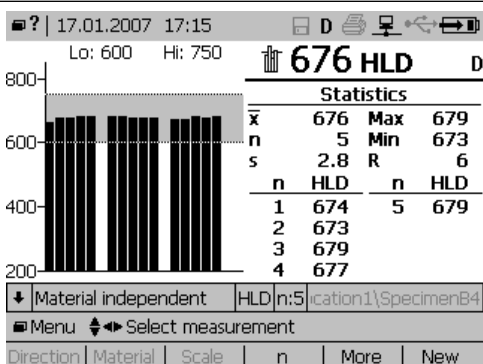 ? 17.01.2007 17:15 D
Lo: 600 Hi: 750
800
600
400
200
676 HLD D
Statistics
x̅ 676 Max 679
n 5 Min 673
s 2.8 R 6
n HLD n HLD
1 674 5 679
2 673
3 679
4 677
Material independent HLD n:5 ication1\SpecimenB4
Menu Select measurement
Direction Material Scale n More New